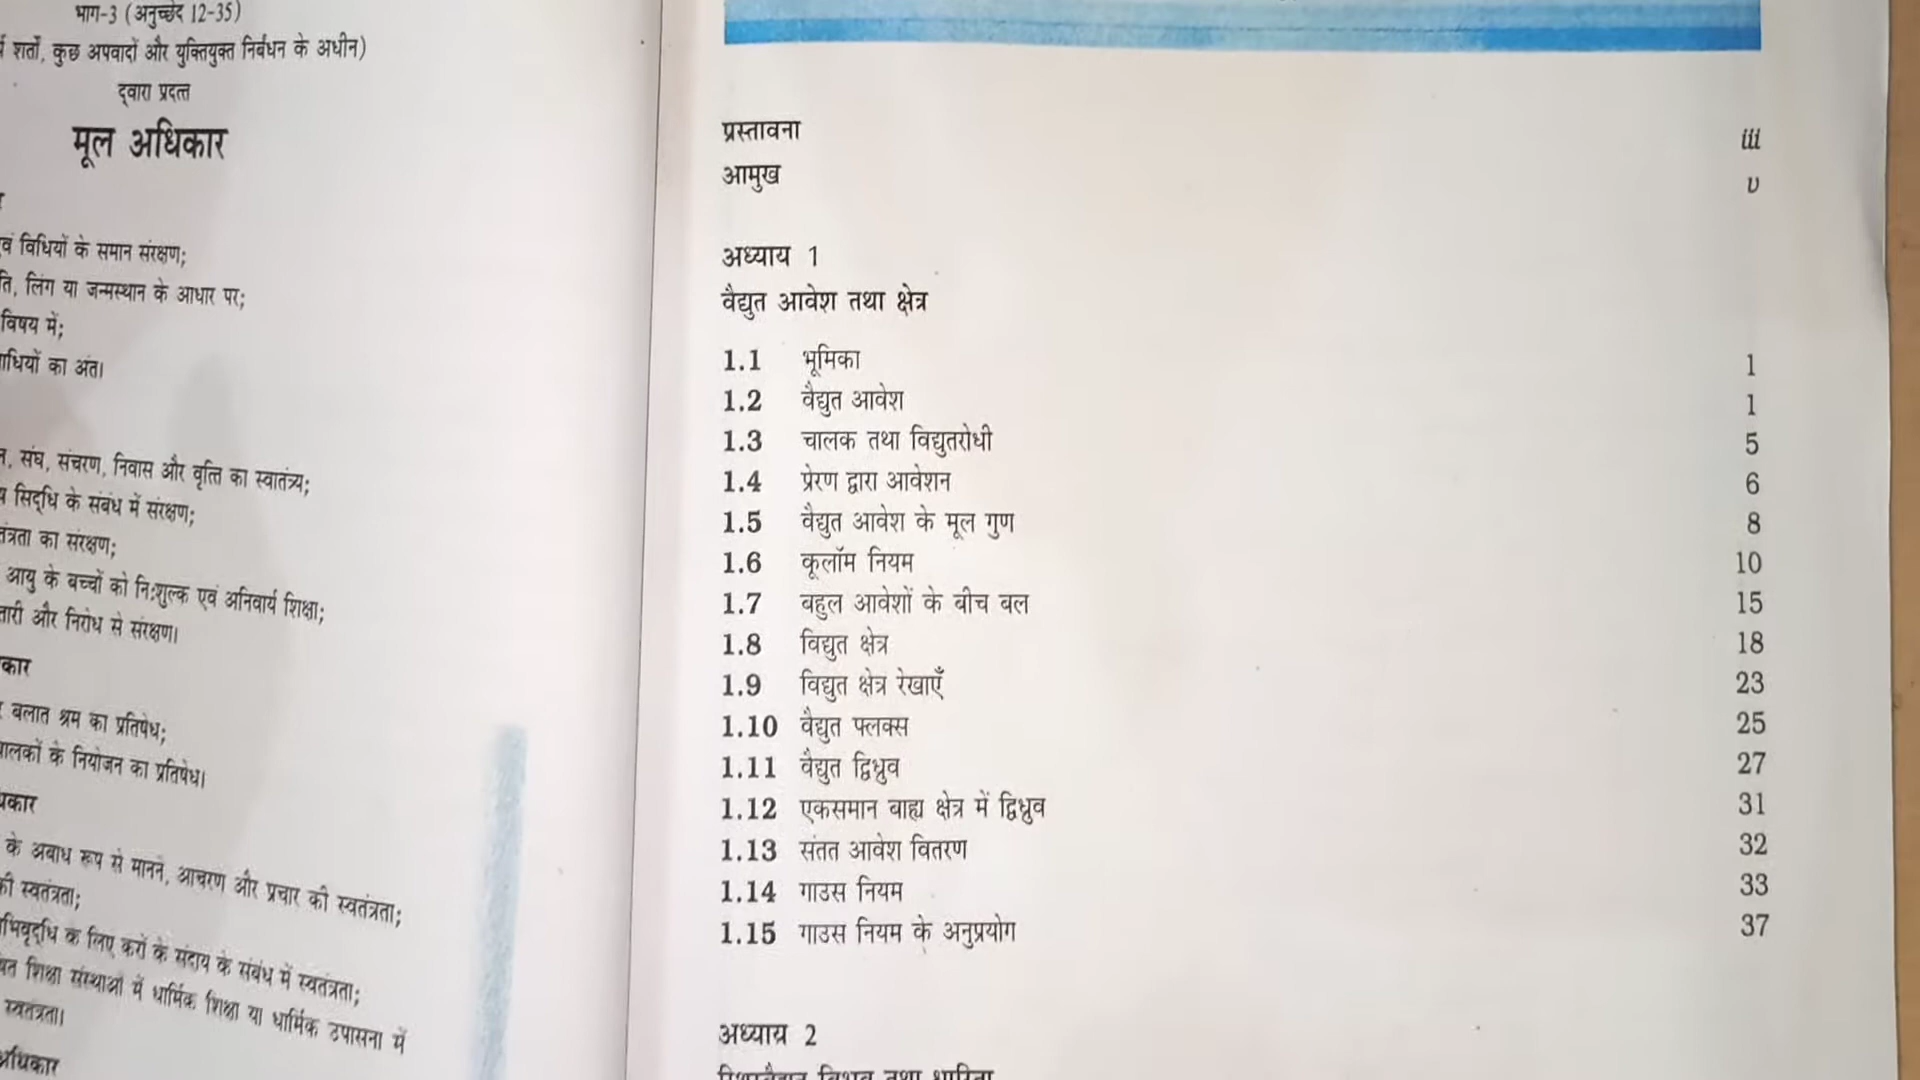 भाग-3 (अनुच्छेद 12-35)
शर्तों, कुछ अपवादों और युक्तियुक्त निर्बंधन के अधीन)
द्वारा प्रदत्त
मूल अधिकार
विधियों के समान संरक्षण;
लिंग या जन्मस्थान के आधार पर;
विषय में;
का अंत।
संघ, संचरण, निवास और वृत्ति का स्वातंत्र्य;
सिद्धि के संबंध में संरक्षण;
का संरक्षण;
आयु के बच्चों को निःशुल्क एवं अनिवार्य शिक्षा;
और निरोध से संरक्षण।
बलात श्रम का प्रतिषेध;
के नियोजन का प्रतिषेध।
के अबाध रूप से मानने, आचरण और प्रचार की स्वतंत्रता;
की स्वतंत्रता;
के लिए करों के संदाय के संबंध में स्वतंत्रता;
शिक्षा संस्थाओं में धार्मिक शिक्षा या धार्मिक उपासना में
स्वतंत्रता।
प्रस्तावना iii
आमुख v
अध्याय 1
वैद्युत आवेश तथा क्षेत्र
1.1 भूमिका 1
1.2 वैद्युत आवेश 1
1.3 चालक तथा विद्युतरोधी 5
1.4 प्रेरण द्वारा आवेशन 6
1.5 वैद्युत आवेश के मूल गुण 8
1.6 कूलॉम नियम 10
1.7 बहुल आवेशों के बीच बल 15
1.8 विद्युत क्षेत्र 18
1.9 विद्युत क्षेत्र रेखाएँ 23
1.10 वैद्युत फ्लक्स 25
1.11 वैद्युत द्विध्रुव 27
1.12 एकसमान बाह्य क्षेत्र में द्विध्रुव 31
1.13 संतत आवेश वितरण 32
1.14 गाउस नियम 33
1.15 गाउस नियम के अनुप्रयोग 37
अध्याय 2